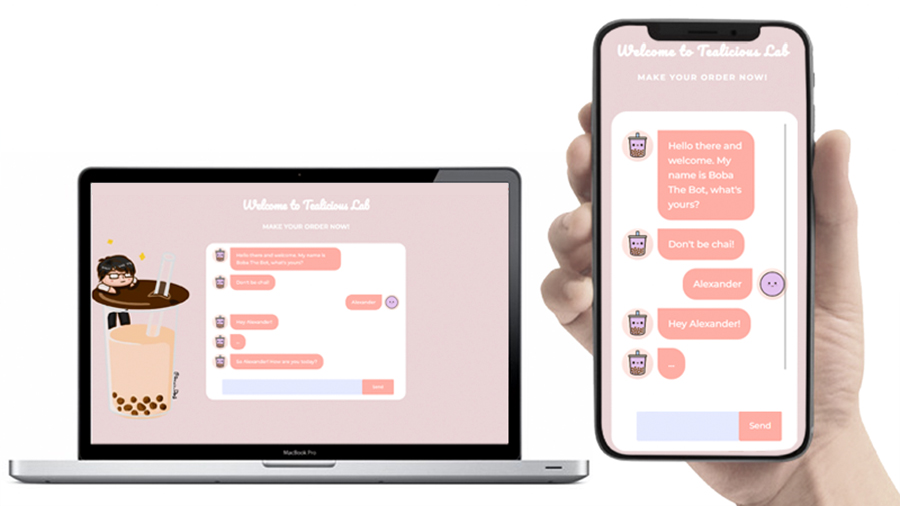 Welcome to Tealicious Lab
MAKE YOUR ORDER NOW!
Hello there and welcome. My name is
Boba The Bot, what's yours?
Don't be chai!
Alexander
Hey Alexander!
...
So Alexander! How are you today?
Send
MacBook Pro
Welcome to Tealicious Lab
MAKE YOUR ORDER NOW!
Hello there and
welcome. My
name is Boba
The Bot, what's
yours?
Don't be chai!
Alexander
Hey Alexander!
...
Send